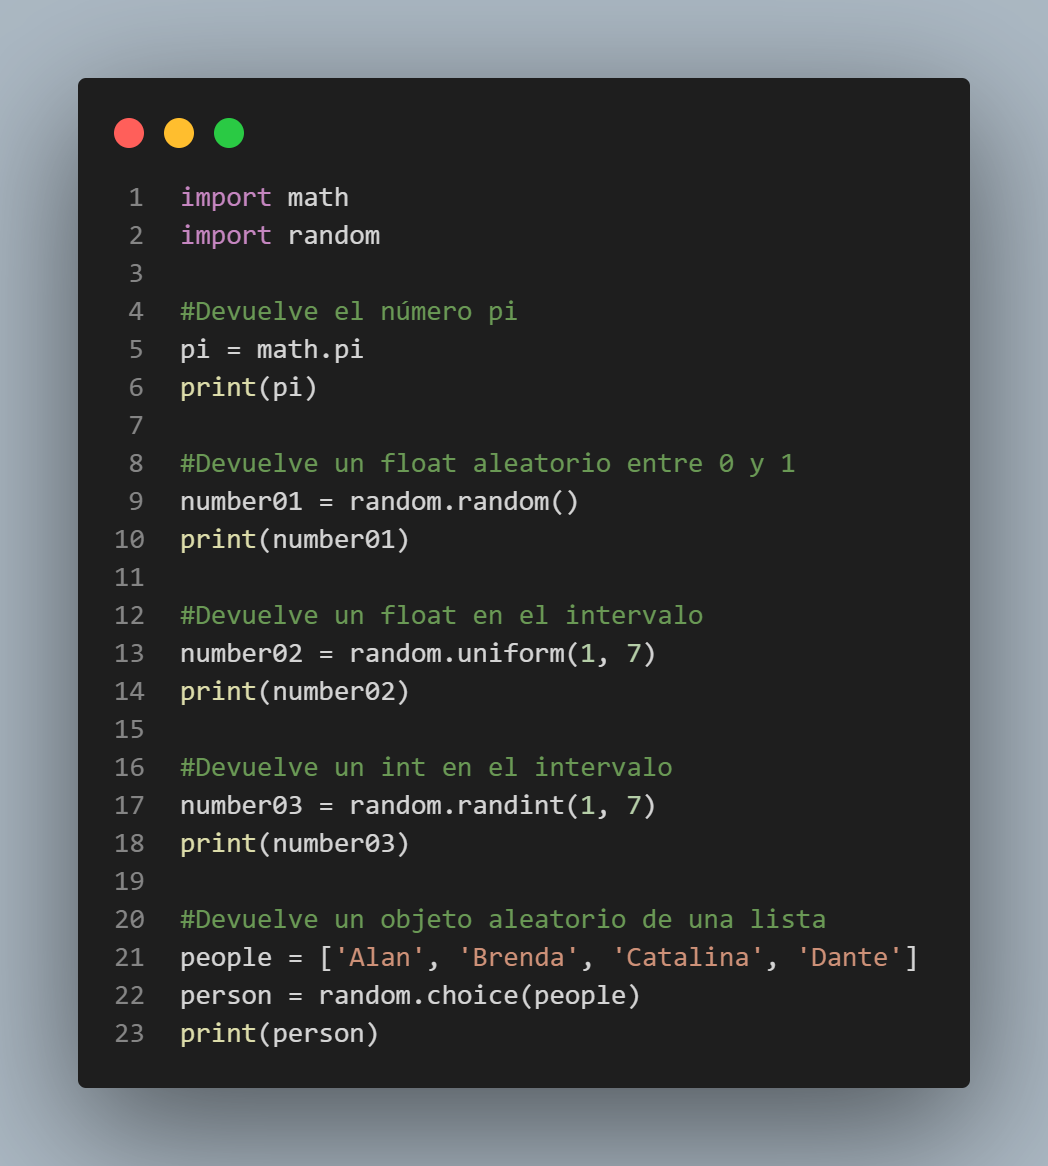 1 import math
2 import random
3
4 #Devuelve el número pi
5 pi = math.pi
6 print(pi)
7
8 #Devuelve un float aleatorio entre 0 y 1
9 number01 = random.random()
10 print(number01)
11
12 #Devuelve un float en el intervalo
13 number02 = random.uniform(1, 7)
14 print(number02)
15
16 #Devuelve un int en el intervalo
17 number03 = random.randint(1, 7)
18 print(number03)
19
20 #Devuelve un objeto aleatorio de una lista
21 people = ['Alan', 'Brenda', 'Catalina', 'Dante']
22 person = random.choice(people)
23 print(person)